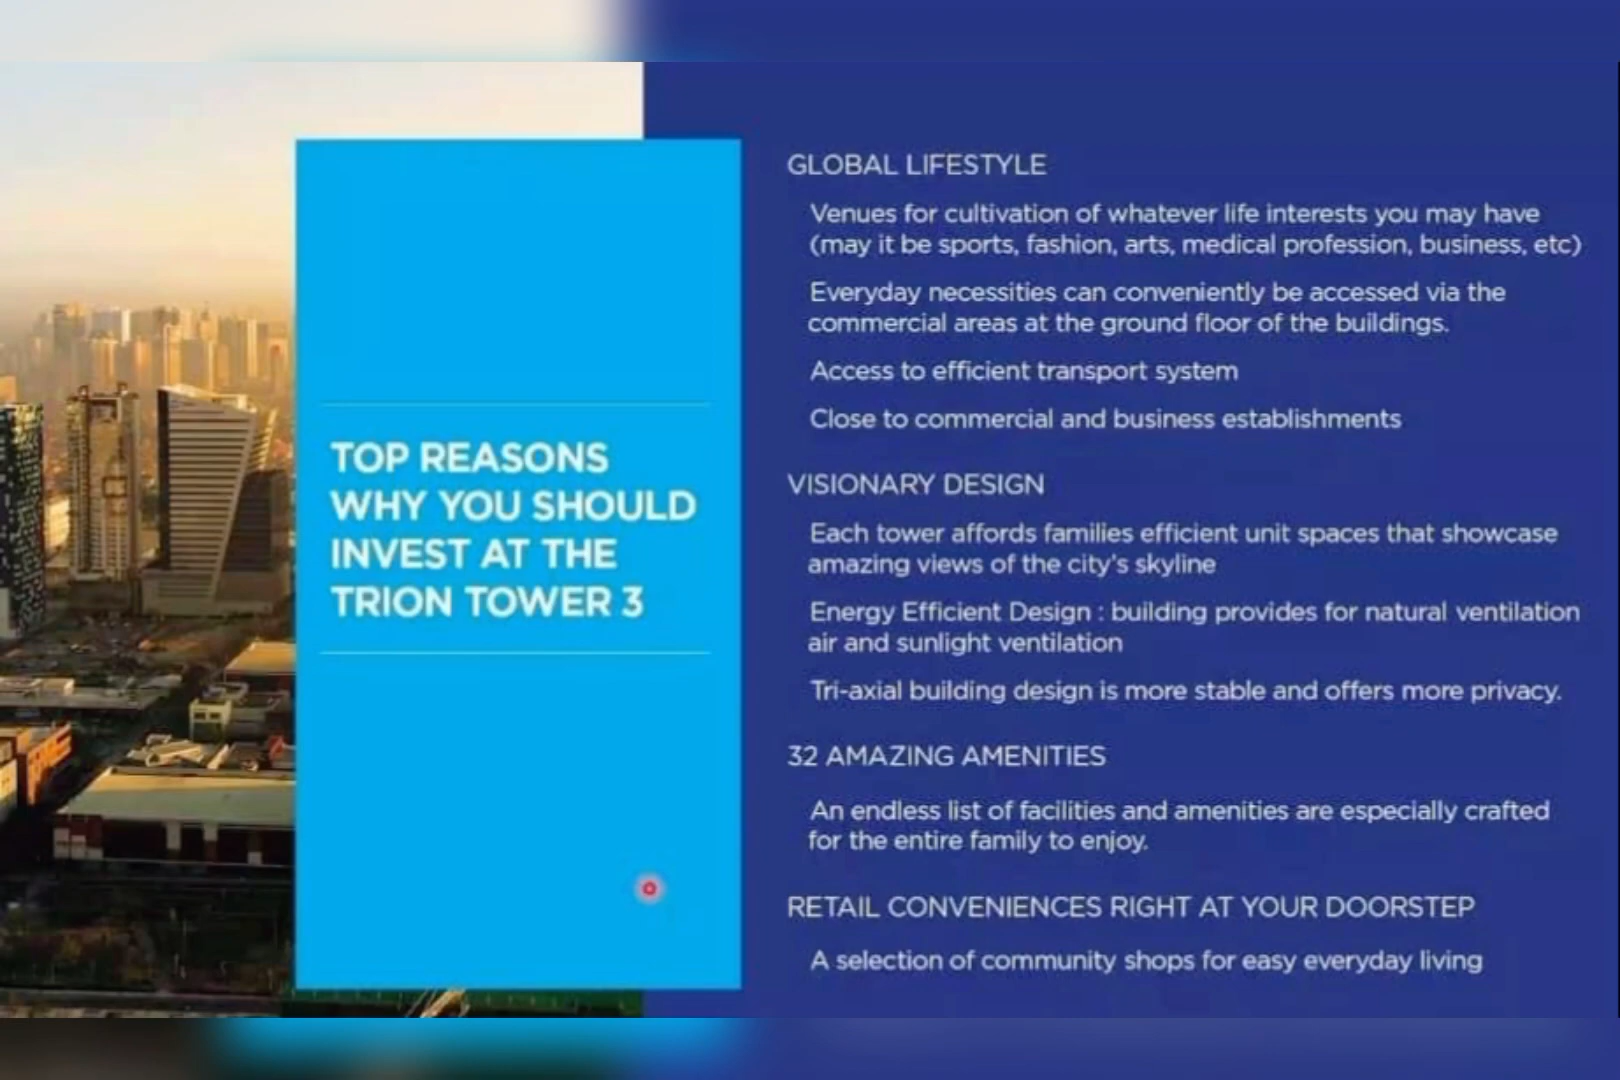 TOP REASONS
WHY YOU SHOULD
INVEST AT THE
TRION TOWER 3
GLOBAL LIFESTYLE
Venues for cultivation of whatever life interests you may have
(may it be sports, fashion, arts, medical profession, business, etc)
Everyday necessities can conveniently be accessed via the
commercial areas at the ground floor of the buildings.
Access to efficient transport system
Close to commercial and business establishments
VISIONARY DESIGN
Each tower affords families efficient unit spaces that showcase
amazing views of the city's skyline
Energy Efficient Design : building provides for natural ventilation
air and sunlight ventilation
Tri-axial building design is more stable and offers more privacy.
32 AMAZING AMENITIES
An endless list of facilities and amenities are especially crafted
for the entire family to enjoy.
RETAIL CONVENIENCES RIGHT AT YOUR DOORSTEP
A selection of community shops for easy everyday living